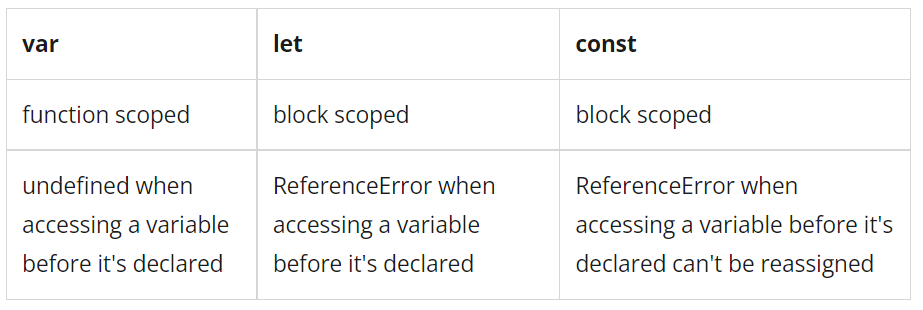 var
let
const
function scoped
block scoped
block scoped
undefined when
accessing a variable
before it's declared
ReferenceError when
accessing a variable
before it's declared
ReferenceError when
accessing a variable before it's
declared can't be reassigned